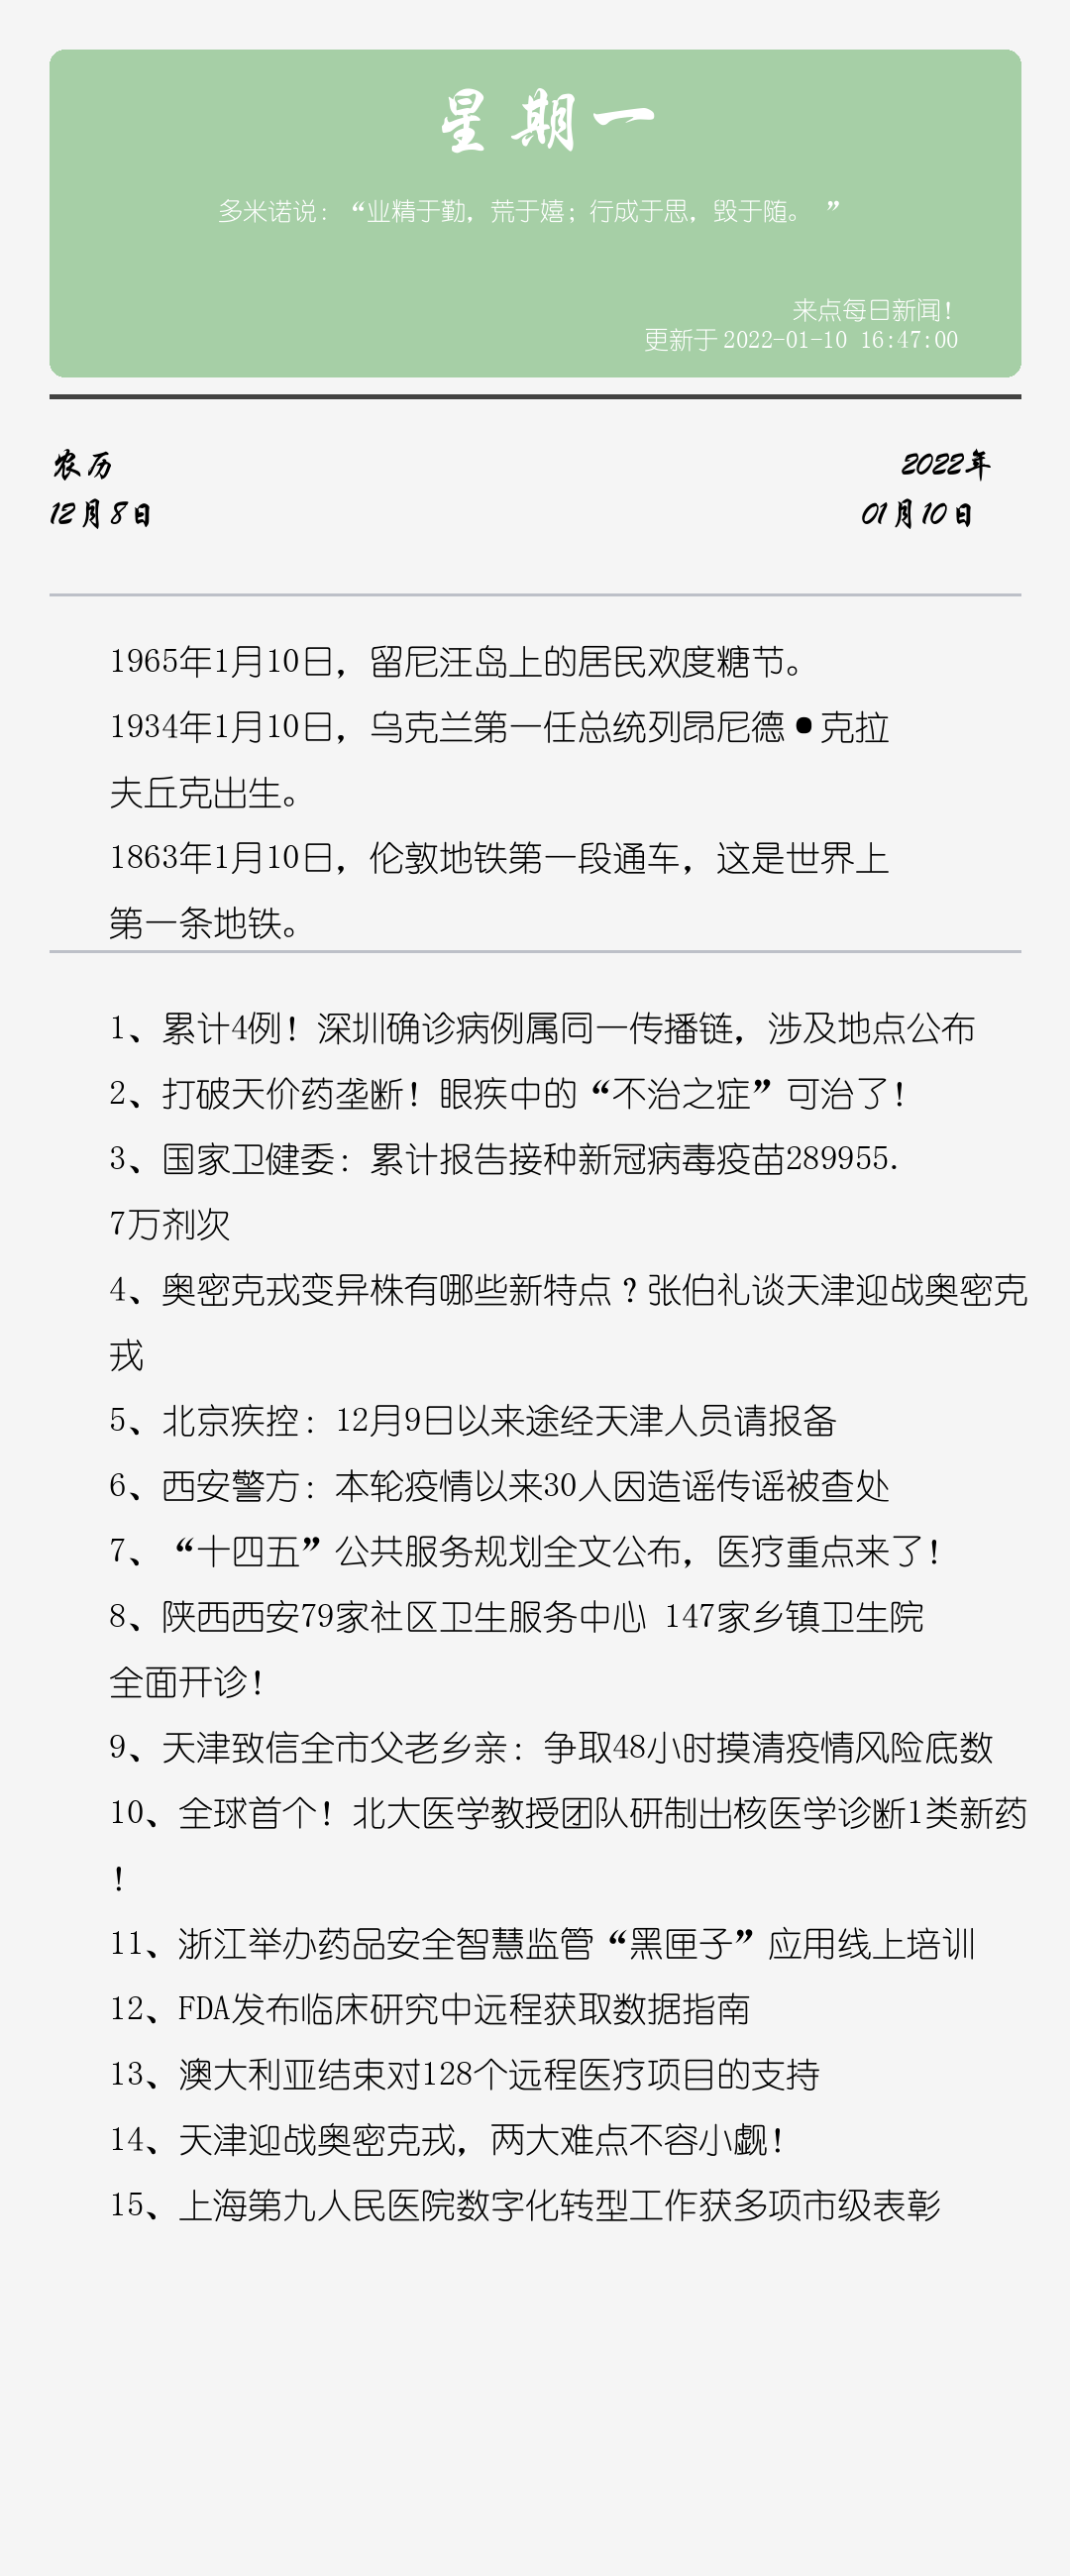 星期一
多米诺说：“业精于勤，荒于嬉；行成于思，毁于随。 ”
来点每日新闻！
更新于 2022-01-10 16:47:00
农历
12月8日
2022年
01月10日
1965年1月10日，留尼汪岛上的居民欢度糖节。
1934年1月10日，乌克兰第一任总统列昂尼德•克拉
夫丘克出生。
1863年1月10日，伦敦地铁第一段通车，这是世界上
第一条地铁。
1、累计4例！深圳确诊病例属同一传播链，涉及地点公布
2、打破天价药垄断！眼疾中的“不治之症”可治了！
3、国家卫健委：累计报告接种新冠病毒疫苗289955.
7万剂次
4、奥密克戎变异株有哪些新特点？张伯礼谈天津迎战奥密克
戎
5、北京疾控：12月9日以来途经天津人员请报备
6、西安警方：本轮疫情以来30人因造谣传谣被查处
7、“十四五”公共服务规划全文公布，医疗重点来了！
8、陕西西安79家社区卫生服务中心 147家乡镇卫生院
全面开诊！
9、天津致信全市父老乡亲：争取48小时摸清疫情风险底数
10、全球首个！北大医学教授团队研制出核医学诊断1类新药
！
11、浙江举办药品安全智慧监管“黑匣子”应用线上培训
12、FDA发布临床研究中远程获取数据指南
13、澳大利亚结束对128个远程医疗项目的支持
14、天津迎战奥密克戎，两大难点不容小觑！
15、上海第九人民医院数字化转型工作获多项市级表彰